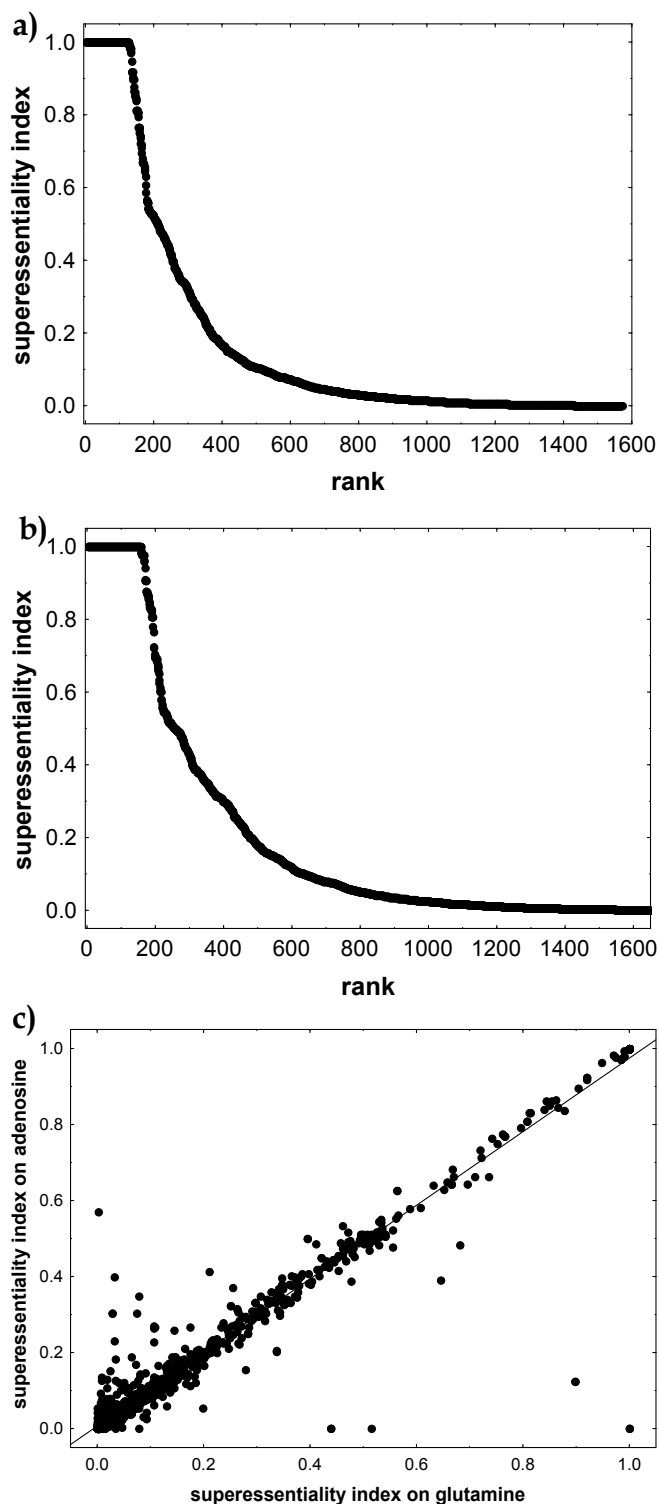 a)
superessentiality index
1.0
0.8
0.6
0.4
0.2
0.0
0 200 400 600 800 1000 1200 1400 1600
rank
b)
superessentiality index
1.0
0.8
0.6
0.4
0.2
0.0
0 200 400 600 800 1000 1200 1400 1600
rank
c)
superessentiality index on adenosine
1.0
0.8
0.6
0.4
0.2
0.0
0.0 0.2 0.4 0.6 0.8 1.0
superessentiality index on glutamine